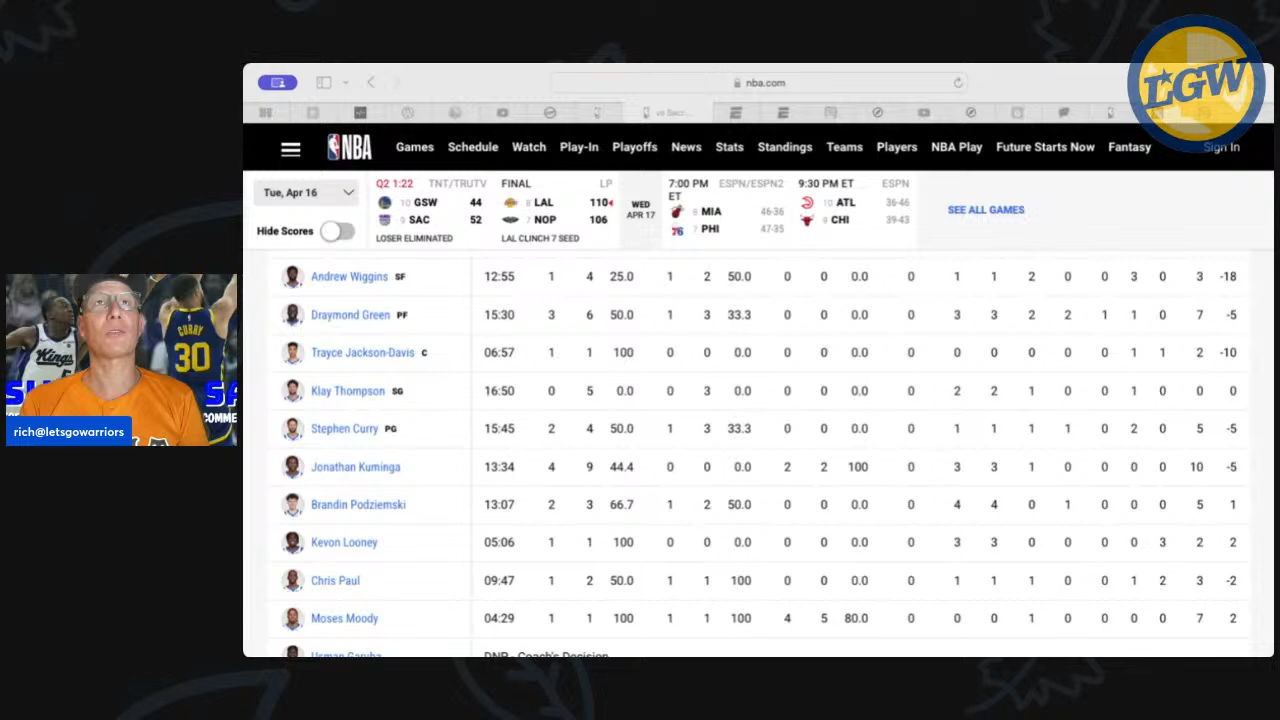 LGW
nba.com
NBA Games Schedule Watch Play-In Playoffs News Stats Standings Teams Players NBA Play Future Starts Now Fantasy Sign In
Tue, Apr 16
Hide Scores
Q2 1:22 TNT/TRUTV
10 GSW 44
9 SAC 52
LOSER ELIMINATED
FINAL LP
8 LAL 110
7 NOP 106
LAL CLINCH 7 SEED
WED
APR 17
7:00 PM ET ESPN/ESPN2
8 MIA 46-36
7 PHI 47-35
9:30 PM ET ESPN
10 ATL 36-46
9 CHI 39-43
SEE ALL GAMES
Andrew Wiggins SF 12:55 1 4 25.0 1 2 50.0 0 0 0.0 0 1 1 2 0 0 3 0 3 -18
Draymond Green PF 15:30 3 6 50.0 1 3 33.3 0 0 0.0 0 3 3 2 2 1 1 0 7 -5
Trayce Jackson-Davis C 06:57 1 1 100 0 0 0.0 0 0 0.0 0 0 0 0 0 0 1 1 2 -10
Klay Thompson SG 16:50 0 5 0.0 0 3 0.0 0 0 0.0 0 2 2 1 0 0 1 0 0 0
Stephen Curry PG 15:45 2 4 50.0 1 3 33.3 0 0 0.0 0 1 1 1 1 0 2 0 5 -5
Jonathan Kuminga 13:34 4 9 44.4 0 0 0.0 2 2 100 0 3 3 1 0 0 0 0 10 -5
Brandin Podziemski 13:07 2 3 66.7 1 2 50.0 0 0 0.0 0 4 4 0 1 0 0 0 5 1
Kevon Looney 05:06 1 1 100 0 0 0.0 0 0 0.0 0 3 3 0 0 0 0 3 2 2
Chris Paul 09:47 1 2 50.0 1 1 100 0 0 0.0 0 1 1 1 0 0 1 2 3 -2
Moses Moody 04:29 1 1 100 1 1 100 4 5 80.0 0 0 0 1 0 0 0 0 7 2
Usman Garuba DNP - Coach's Decision
Kings
CURRY
30
rich@letsgowarriors